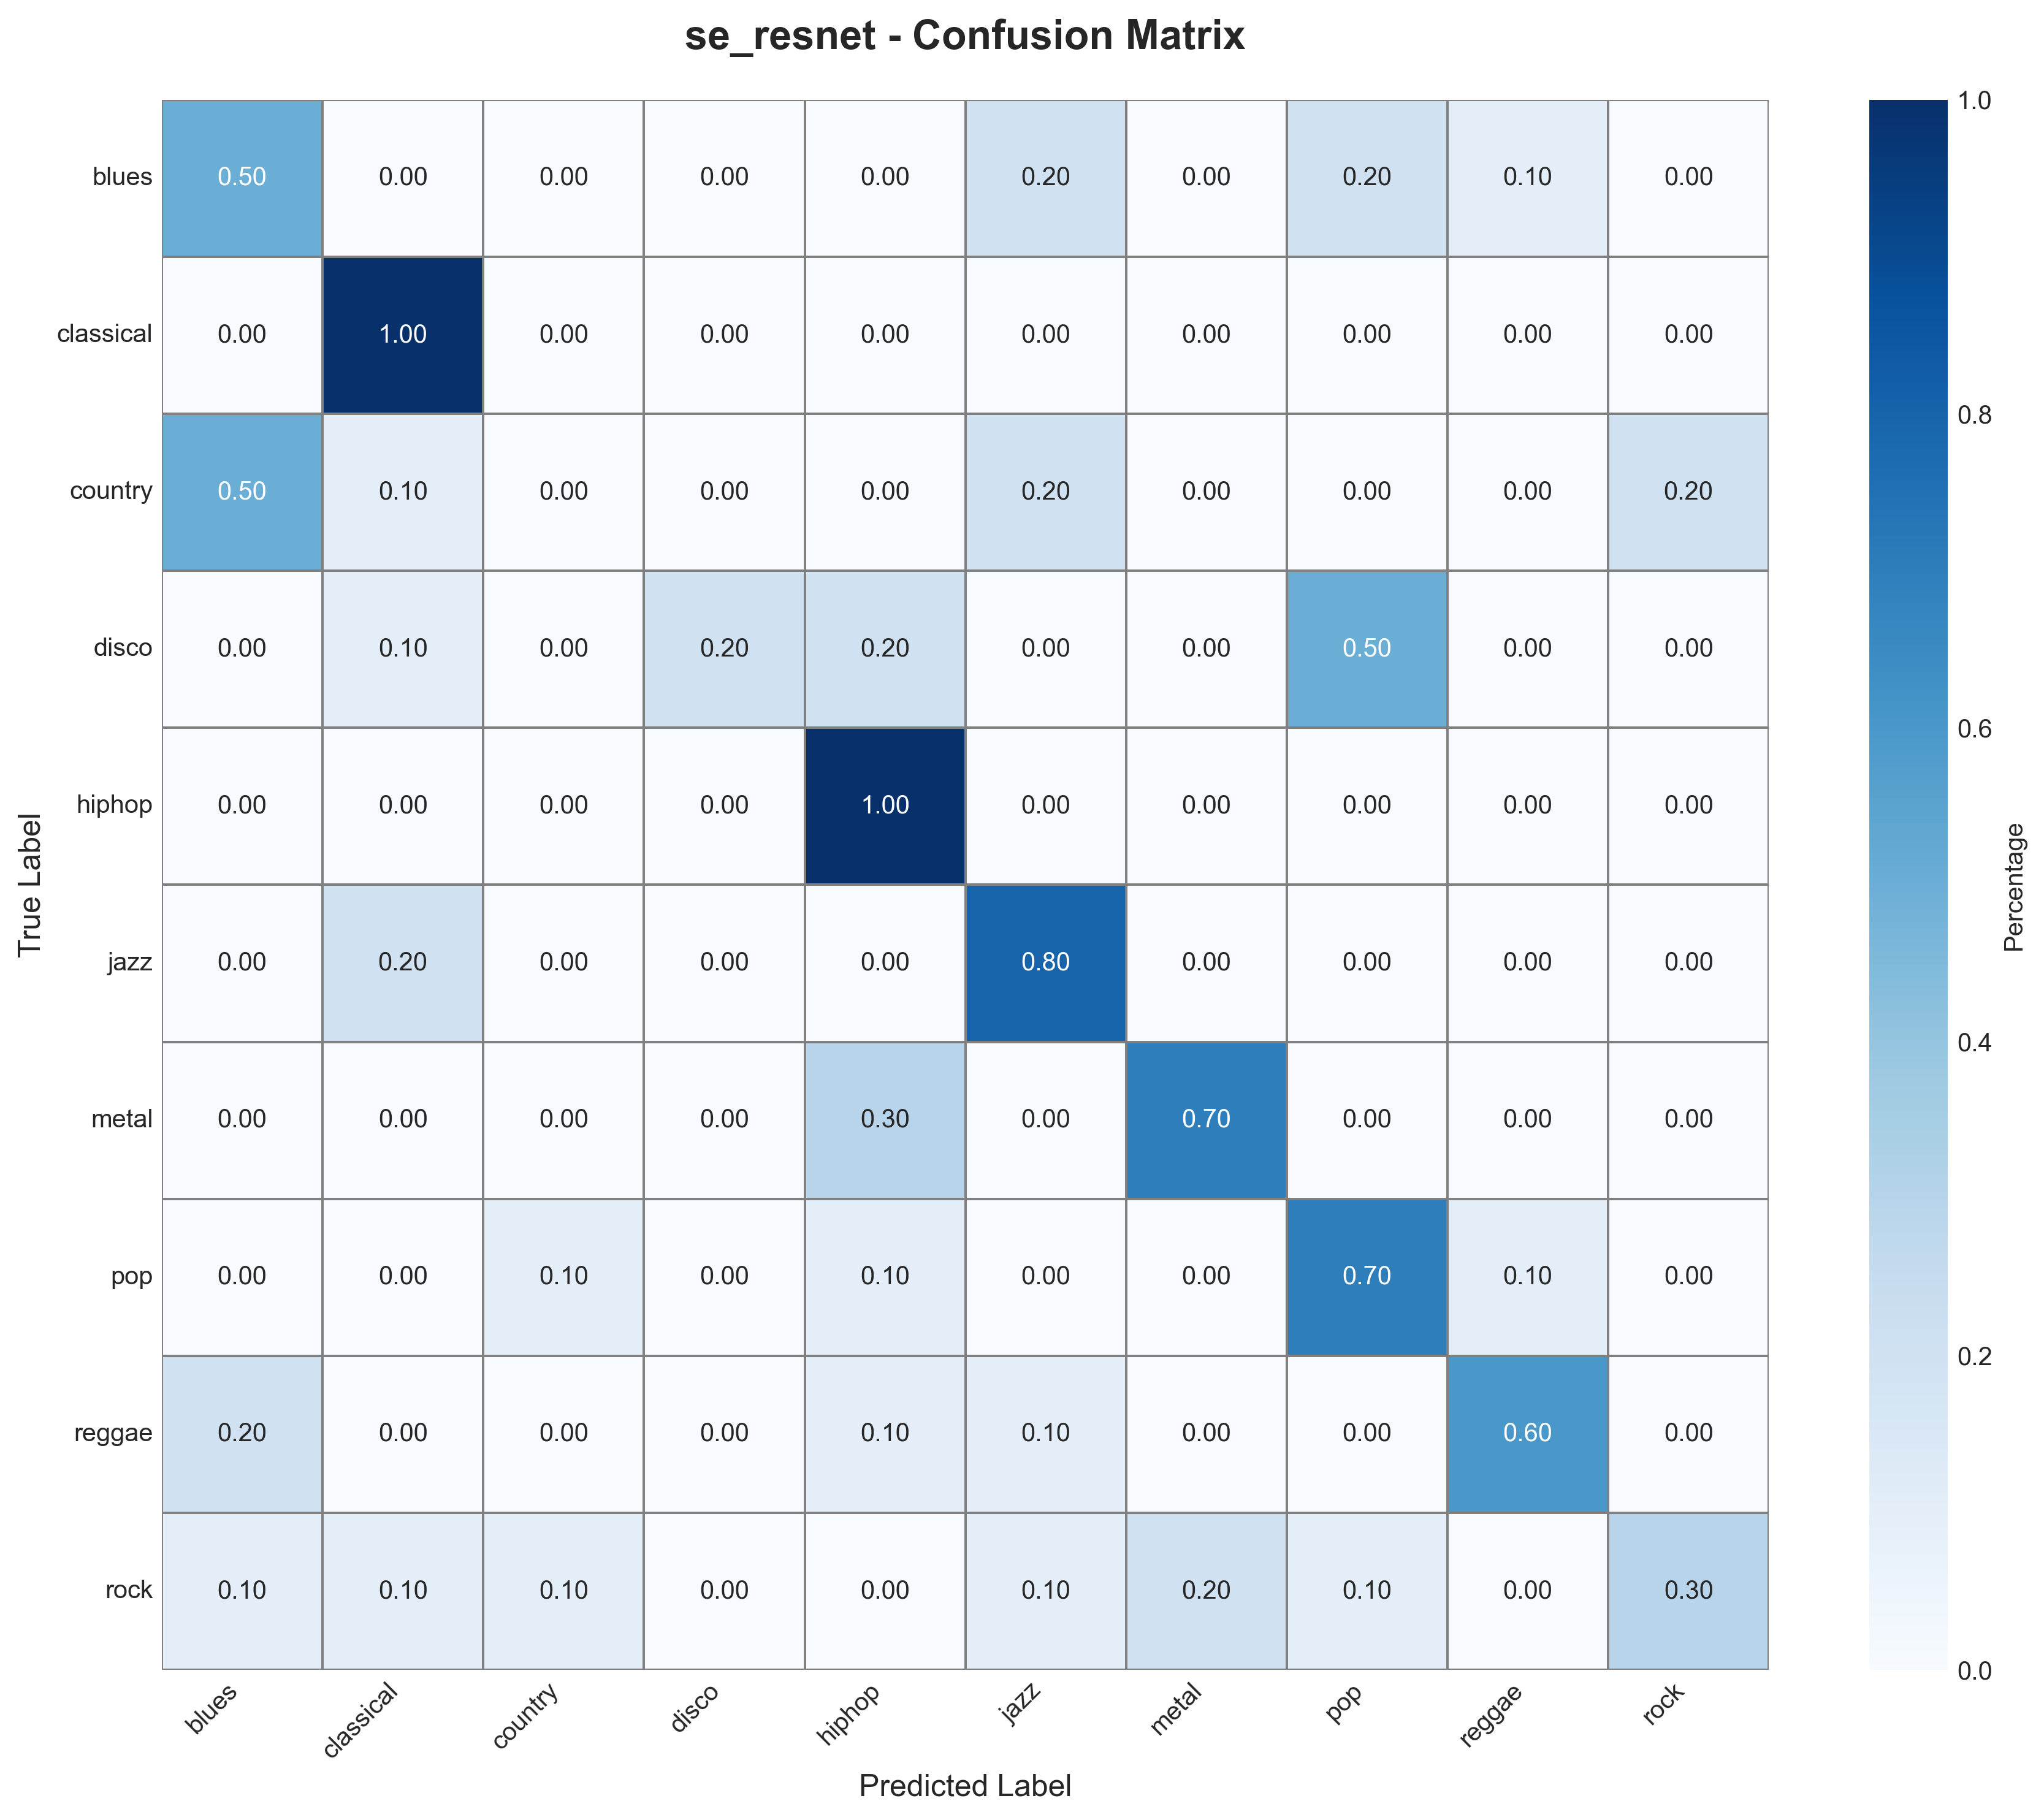 se_resnet - Confusion Matrix
blues 0.50 0.00 0.00 0.00 0.00 0.20 0.00 0.20 0.10 0.00
classical 0.00 1.00 0.00 0.00 0.00 0.00 0.00 0.00 0.00 0.00
country 0.50 0.10 0.00 0.00 0.00 0.20 0.00 0.00 0.00 0.20
disco 0.00 0.10 0.00 0.20 0.20 0.00 0.00 0.50 0.00 0.00
hiphop 0.00 0.00 0.00 0.00 1.00 0.00 0.00 0.00 0.00 0.00
jazz 0.00 0.20 0.00 0.00 0.00 0.80 0.00 0.00 0.00 0.00
metal 0.00 0.00 0.00 0.00 0.30 0.00 0.70 0.00 0.00 0.00
pop 0.00 0.00 0.10 0.00 0.10 0.00 0.00 0.70 0.10 0.00
reggae 0.20 0.00 0.00 0.00 0.10 0.10 0.00 0.00 0.60 0.00
rock 0.10 0.10 0.10 0.00 0.00 0.10 0.20 0.10 0.00 0.30
blues classical country disco hiphop jazz metal pop reggae rock
Predicted Label
True Label
1.0
0.8
0.6
0.4
0.2
0.0
Percentage